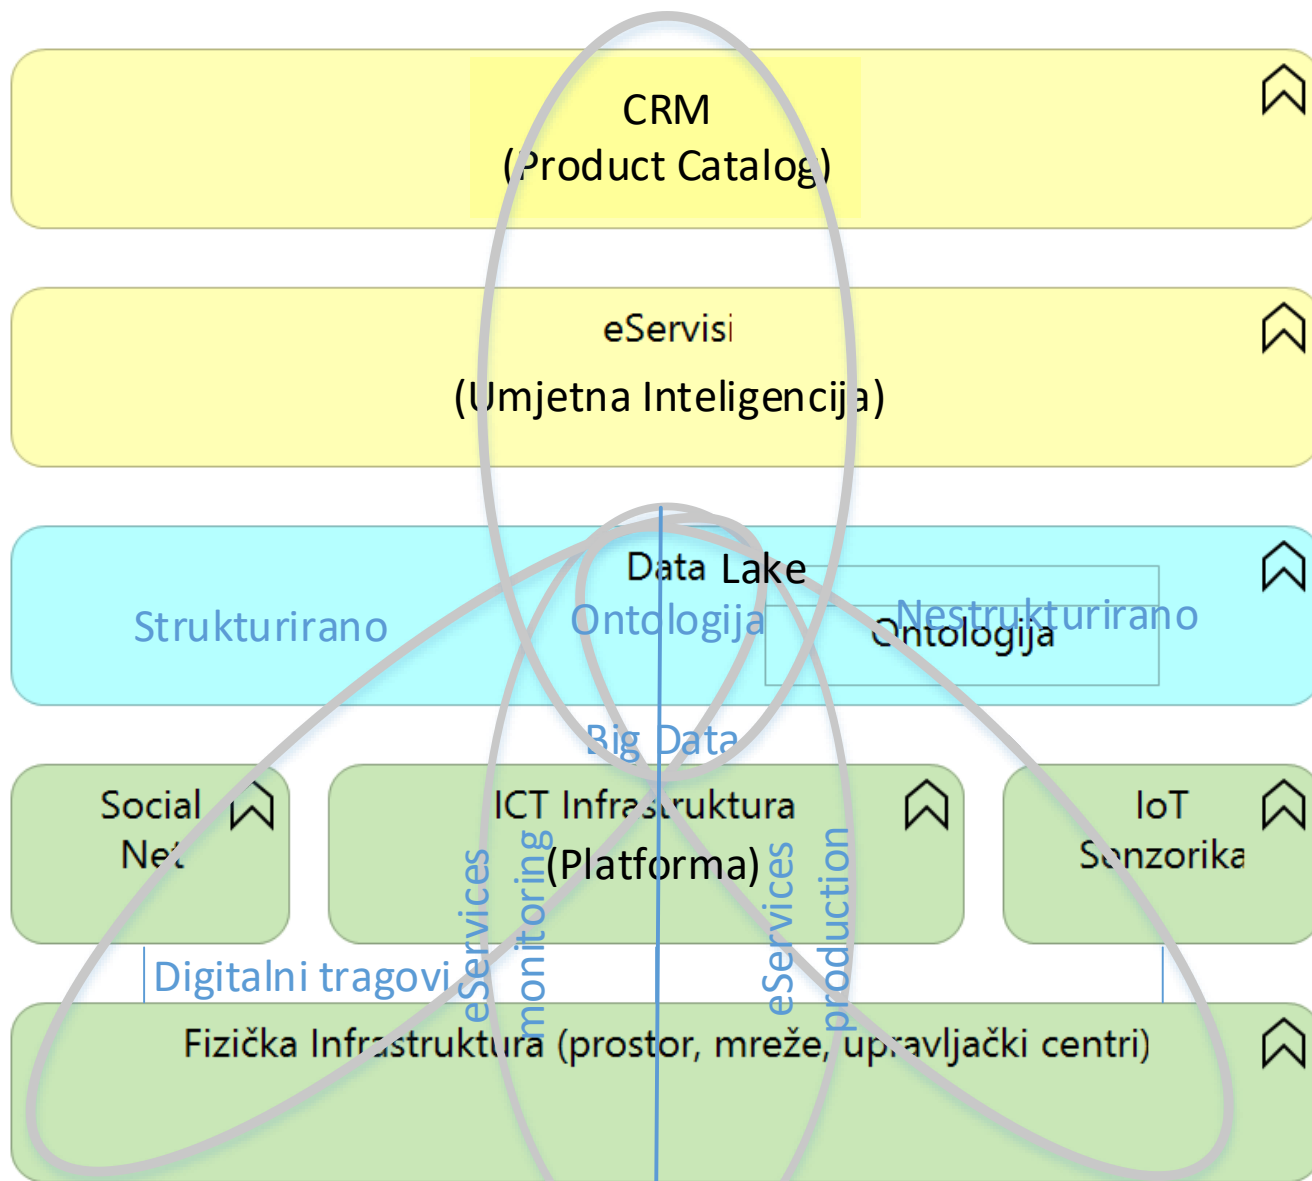 CRM
(Product Catalog)
eServisi
(Umjetna Inteligencija)
Data Lake
Strukturirano
Ontologija
Nestrukturirano
Ontologija
Big Data
Social
Net
ICT Infrastruktura
(Platforma)
IoT
Senzorika
eServices
monitoring
eServices
production
Digitalni tragovi
Fizička Infrastruktura (prostor, mreže, upravljački centri)